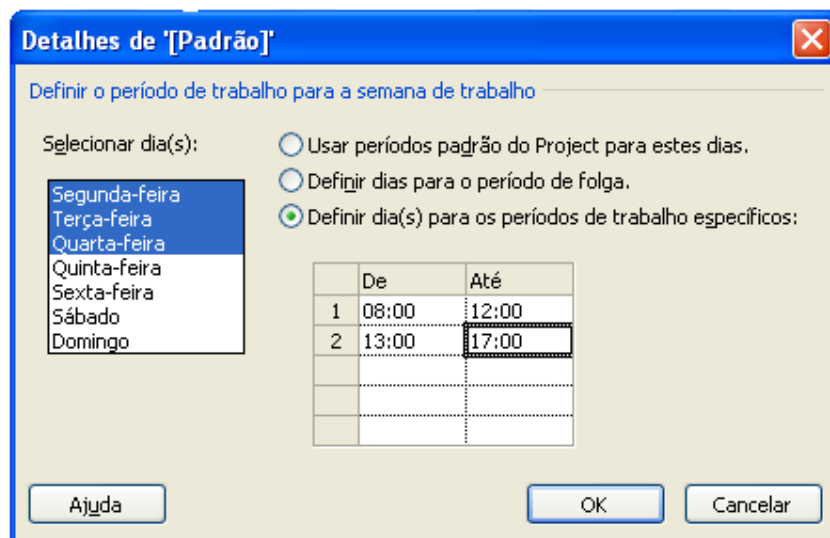 Detalhes de '[Padrão]'
Definir o período de trabalho para a semana de trabalho
Selecionar dia(s):
Segunda-feira
Terça-feira
Quarta-feira
Quinta-feira
Sexta-feira
Sábado
Domingo
Usar períodos padrão do Project para estes dias.
Definir dias para o período de folga.
Definir dia(s) para os períodos de trabalho específicos:
De Até
1 08:00 12:00
2 13:00 17:00
Ajuda OK Cancelar